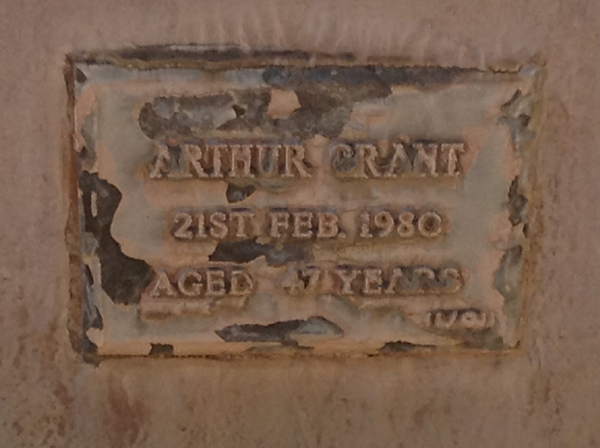 ARTHUR GRANT
21ST FEB. 1980
AGED 47 YEARS